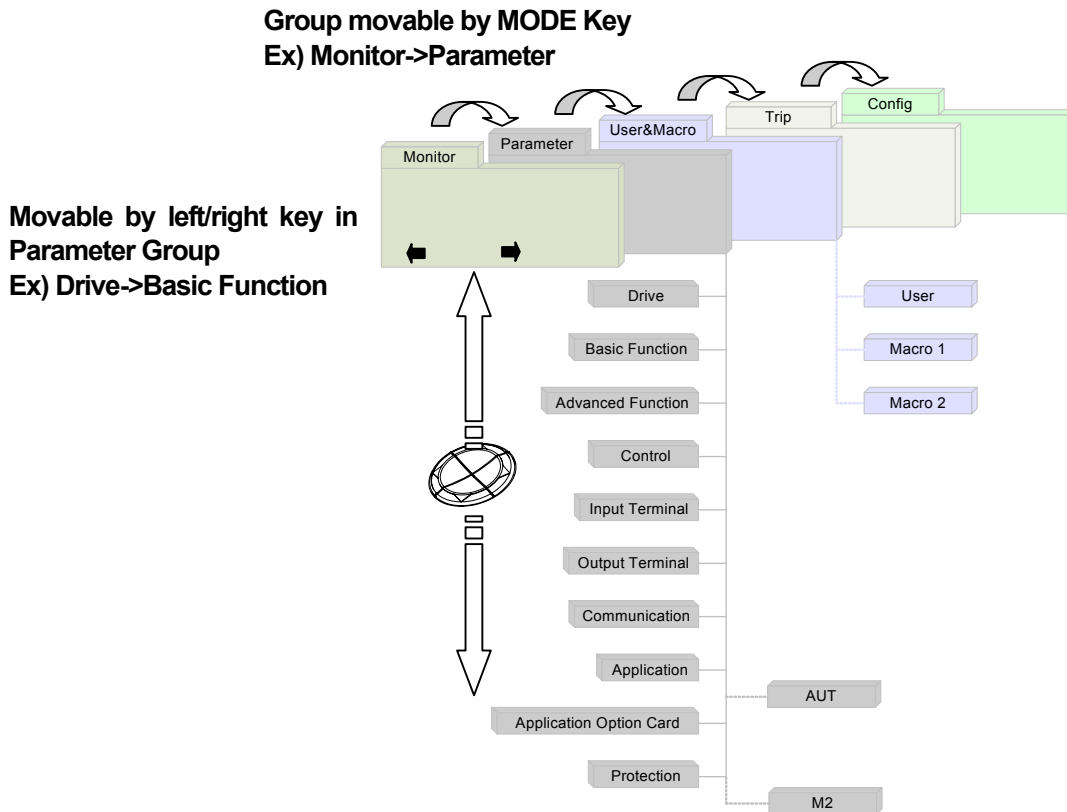 Group movable by MODE Key
Ex) Monitor->Parameter
Config
Trip
User&Macro
Parameter
Monitor
Movable by left/right key in
Parameter Group
Ex) Drive->Basic Function
Drive
User
Basic Function
Macro 1
Advanced Function
Macro 2
Control
Input Terminal
Output Terminal
Communication
Application
AUT
Application Option Card
Protection
M2